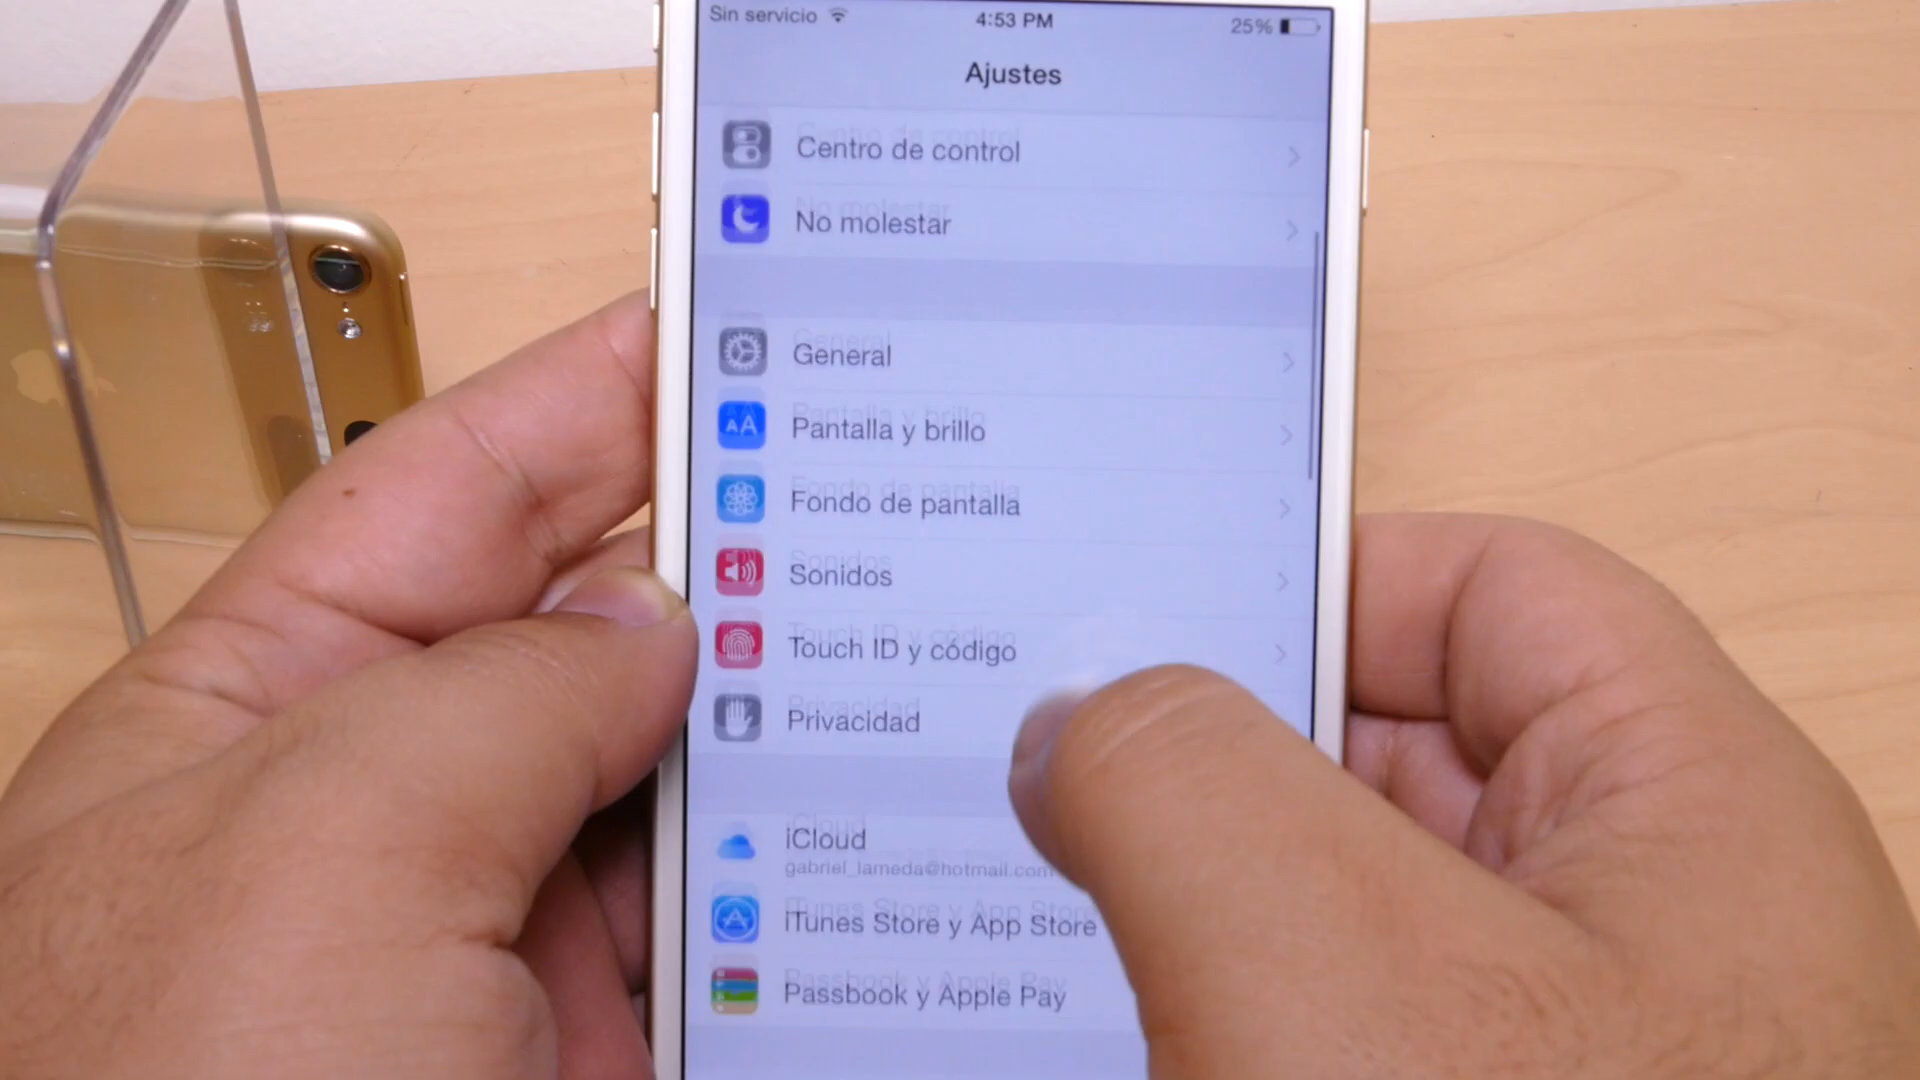 Sin servicio 4:53 PM 25%
Ajustes
Centro de control
No molestar
General
AA Pantalla y brillo
Fondo de pantalla
Sonidos
Touch ID y código
Privacidad
iCloud
gabriel_lameda@hotmail.com
iTunes Store y App Store
Passbook y Apple Pay